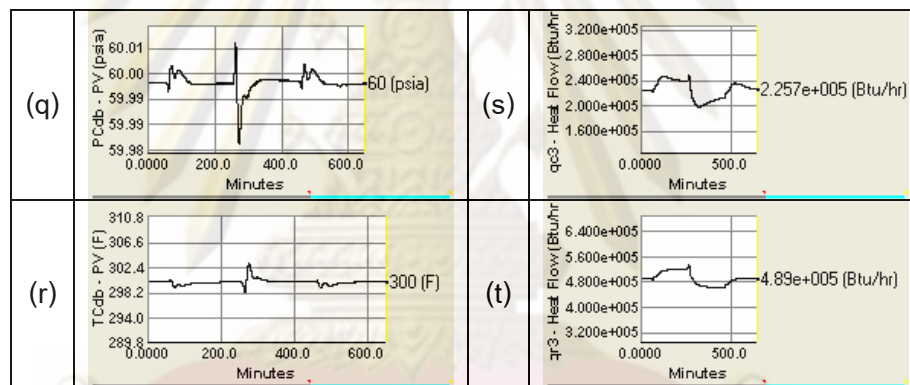 (q)
PCdb - PV (psia)
60.01
60.00
59.99
59.99
59.98
60 (psia)
0.0000 200.0 400.0 600.0
Minutes
(s)
qc3 - Heat Flow (Btu/hr
3.200e+005
2.800e+005
2.400e+005
2.000e+005
1.600e+005
2.257e+005 (Btu/hr)
0.0000 500.0
Minutes
(r)
TCdb - PV (F)
310.8
306.6
302.4
298.2
294.0
289.8
300 (F)
0.0000 200.0 400.0 600.0
Minutes
(t)
qr3 - Heat Flow (Btu/hr
6.400e+005
5.600e+005
4.800e+005
4.000e+005
3.200e+005
4.89e+005 (Btu/hr)
0.0000 500.0
Minutes